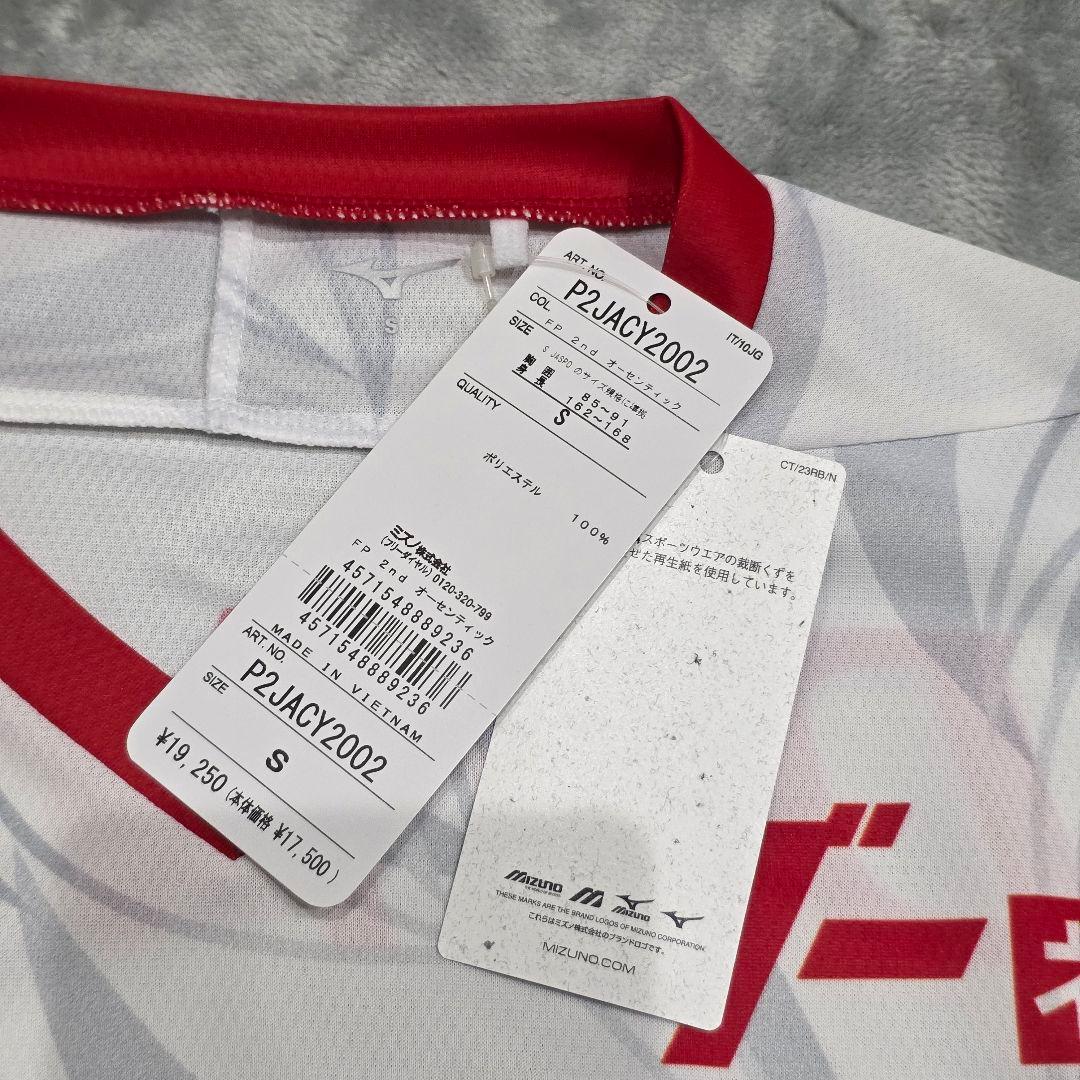 S
ART. NO.
P2JACY2002
IT/10JG
COL.
FP 2nd オーセンティック
SIZE
S JASPO のサイズ規格に準拠
胸囲 85~91
身長 162~168
S
QUALITY
ポリエステル 100%
ミズノ株式会社
(フリーダイヤル)0120-320-799
FP 2nd オーセンティック
4571548889236
4571548889236
MADE IN VIETNAM
ART. NO.
P2JACY2002
SIZE
S
¥19,250 (本体価格 ¥17,500)
CT/23RB/N
スポーツウエアの裁断くずを
せた再生紙を使用しています。
MIZUNO
MIZUNO
THESE MARKS ARE THE BRAND LOGOS OF MIZUNO CORPORATION.
これらはミズノ株式会社のブランドロゴです。
MIZUNO.COM
ダー